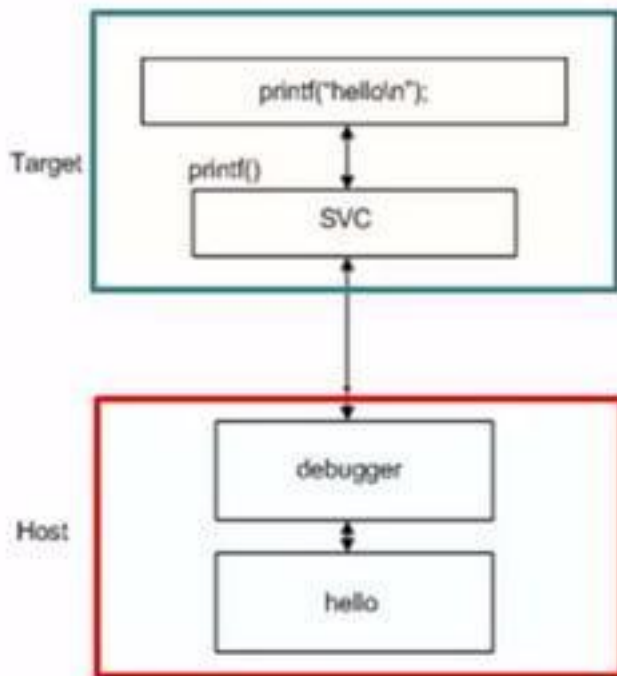 printf("hello\n");
Target
printf()
SVC
debugger
Host
hello